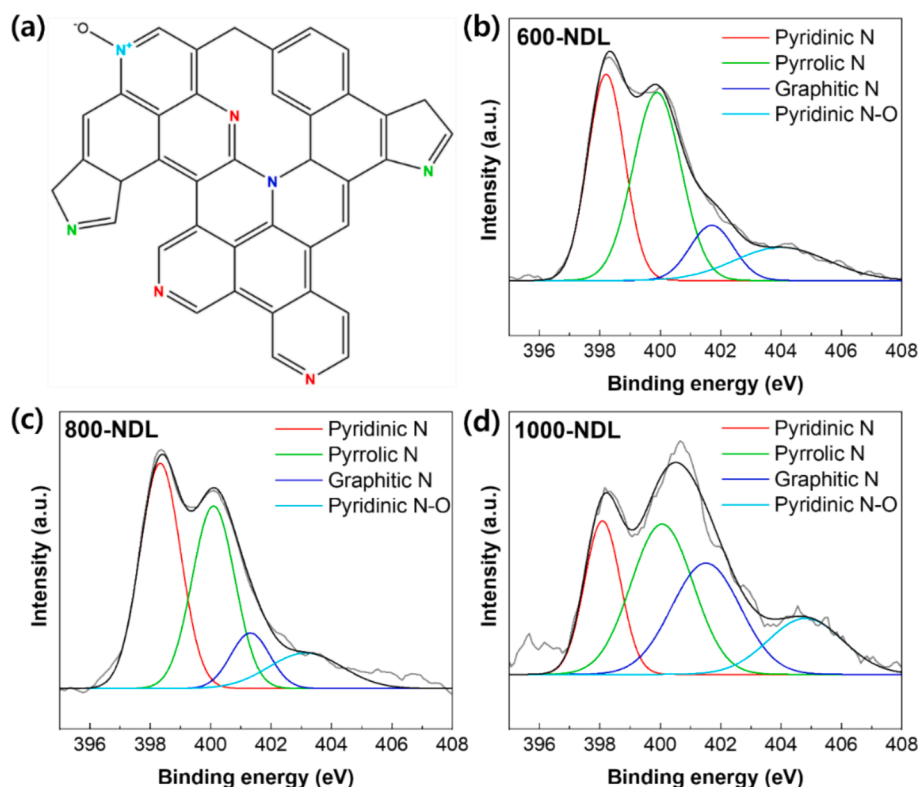 (a)
⁻O
N⁺
N
N
N
N
N
N
(b)
600-NDL
Pyridinic N
Pyrrolic N
Graphitic N
Pyridinic N-O
Intensity (a.u.)
396 398 400 402 404 406 408
Binding energy (eV)
(c)
800-NDL
Pyridinic N
Pyrrolic N
Graphitic N
Pyridinic N-O
Intensity (a.u.)
396 398 400 402 404 406 408
Binding energy (eV)
(d)
1000-NDL
Pyridinic N
Pyrrolic N
Graphitic N
Pyridinic N-O
Intensity (a.u.)
396 398 400 402 404 406 408
Binding energy (eV)